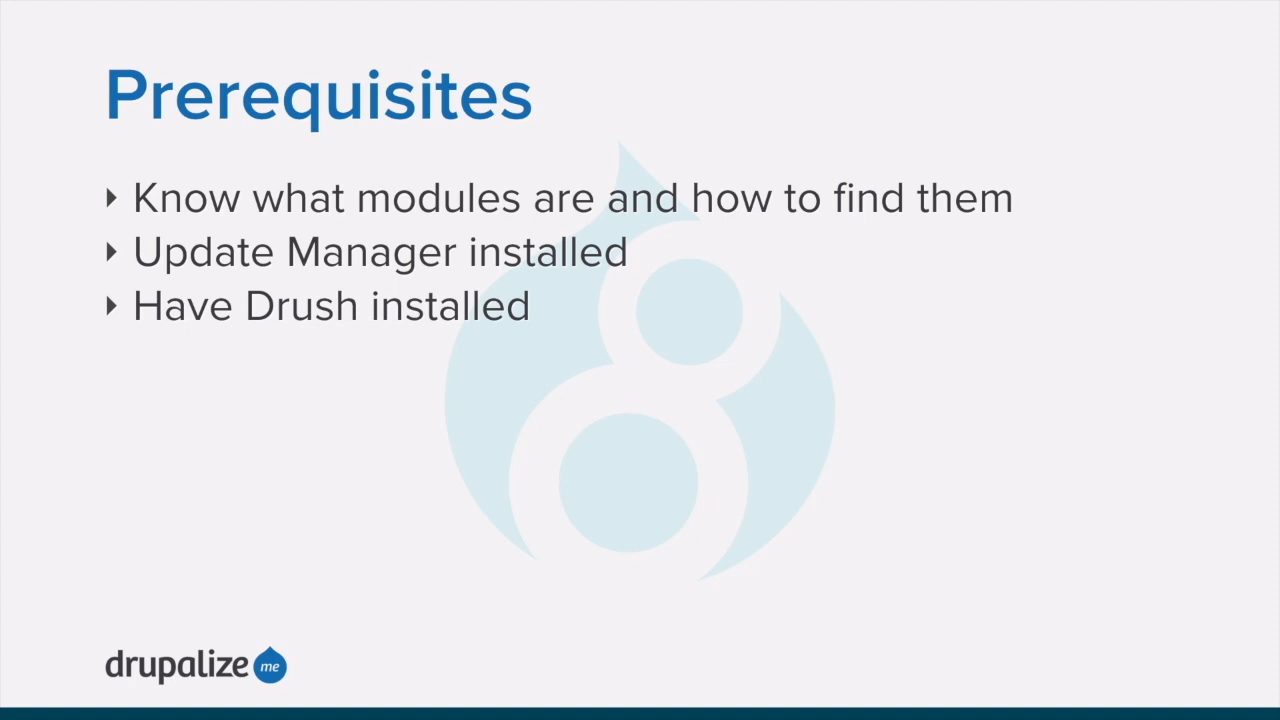 Prerequisites
Know what modules are and how to find them
Update Manager installed
Have Drush installed
drupalize me